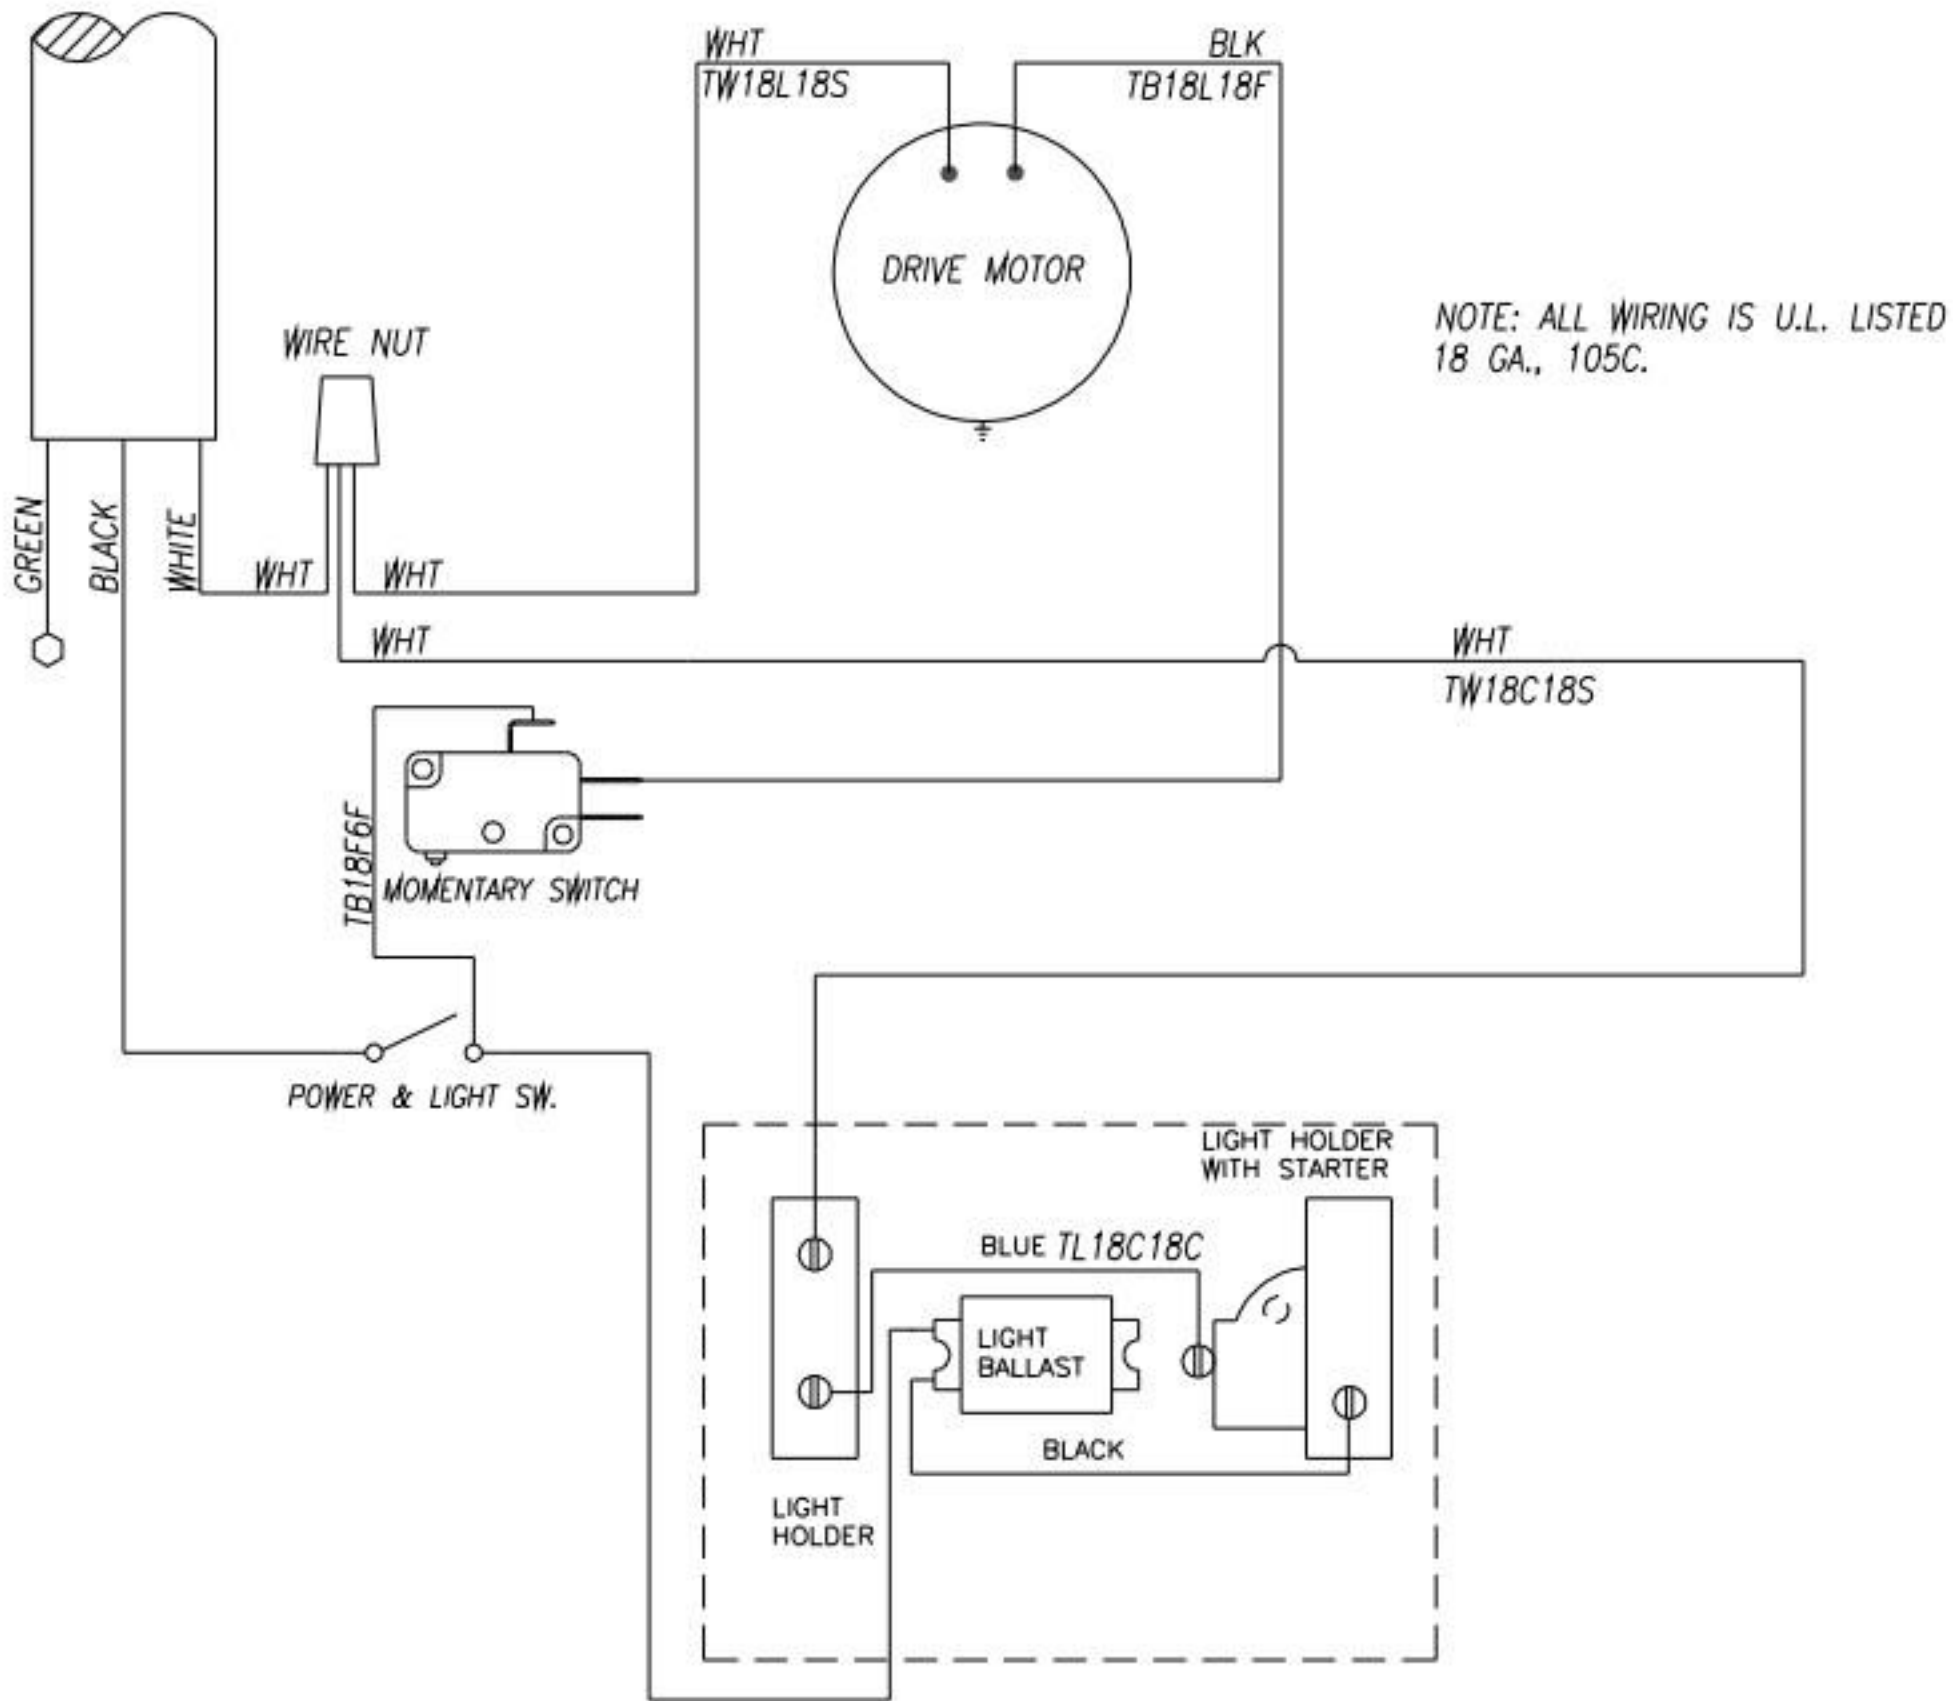 WHT
TW18L18S
BLK
TB18L18F
DRIVE MOTOR
NOTE: ALL WIRING IS U.L. LISTED
18 GA., 105C.
WIRE NUT
GREEN
BLACK
WHITE
WHT
WHT
WHT
WHT
TW18C18S
TB18F6F
MOMENTARY SWITCH
POWER & LIGHT SW.
LIGHT HOLDER
WITH STARTER
BLUE TL18C18C
LIGHT
BALLAST
BLACK
LIGHT
HOLDER